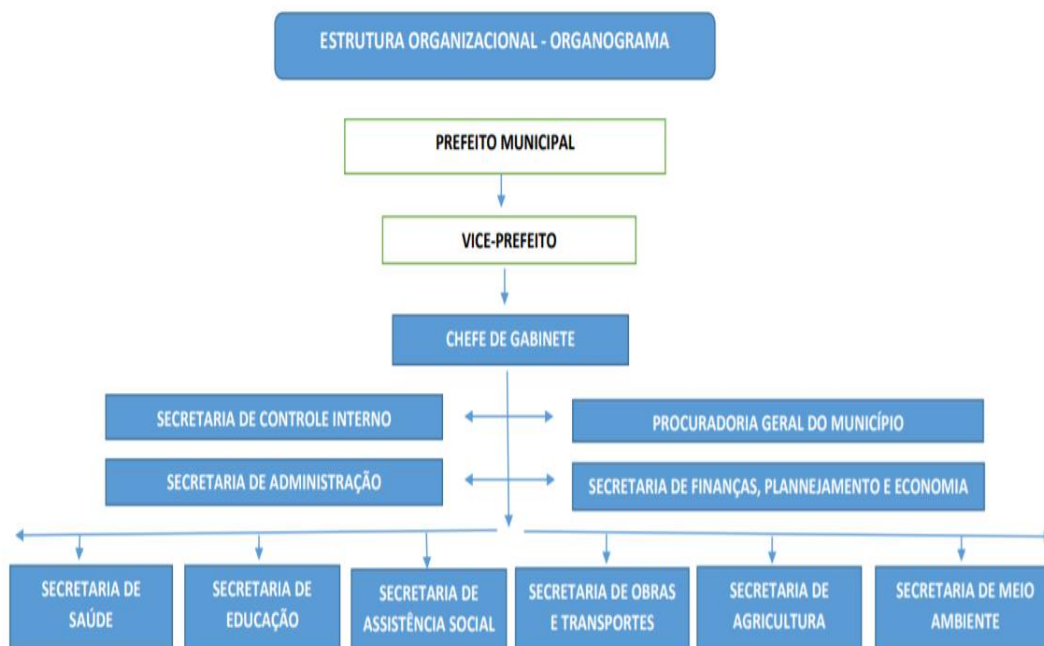 ESTRUTURA ORGANIZACIONAL - ORGANOGRAMA
PREFEITO MUNICIPAL
VICE-PREFEITO
CHEFE DE GABINETE
SECRETARIA DE CONTROLE INTERNO
PROCURADORIA GERAL DO MUNICÍPIO
SECRETARIA DE ADMINISTRAÇÃO
SECRETARIA DE FINANÇAS, PLANNEJAMENTO E ECONOMIA
SECRETARIA DE
SAÚDE
SECRETARIA DE
EDUCAÇÃO
SECRETARIA DE
ASSISTÊNCIA SOCIAL
SECRETARIA DE OBRAS
E TRANSPORTES
SECRETARIA DE
AGRICULTURA
SECRETARIA DE MEIO
AMBIENTE